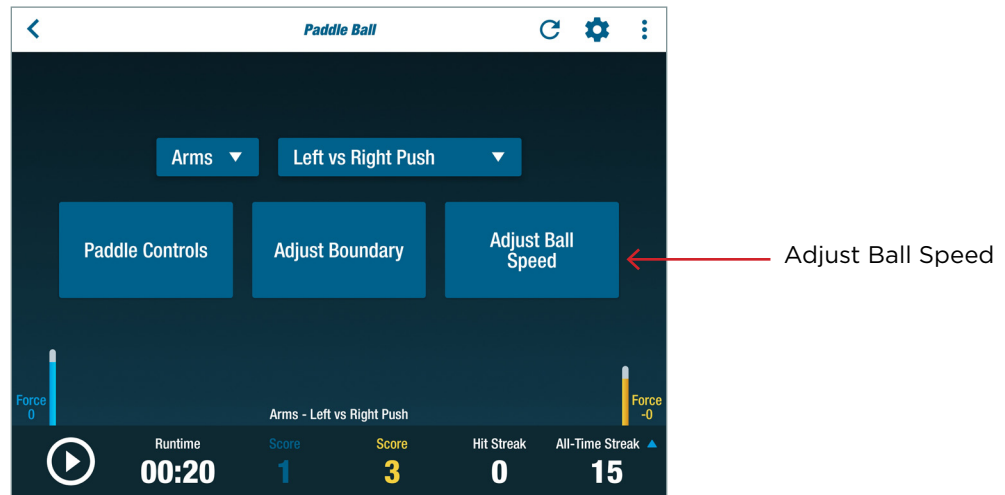 Paddle Ball
Arms
Left vs Right Push
Paddle Controls
Adjust Boundary
Adjust Ball
Speed
Adjust Ball Speed
Force
0
Force
-0
Arms - Left vs Right Push
Runtime
00:20
Score
1
Score
3
Hit Streak
0
All-Time Streak
15